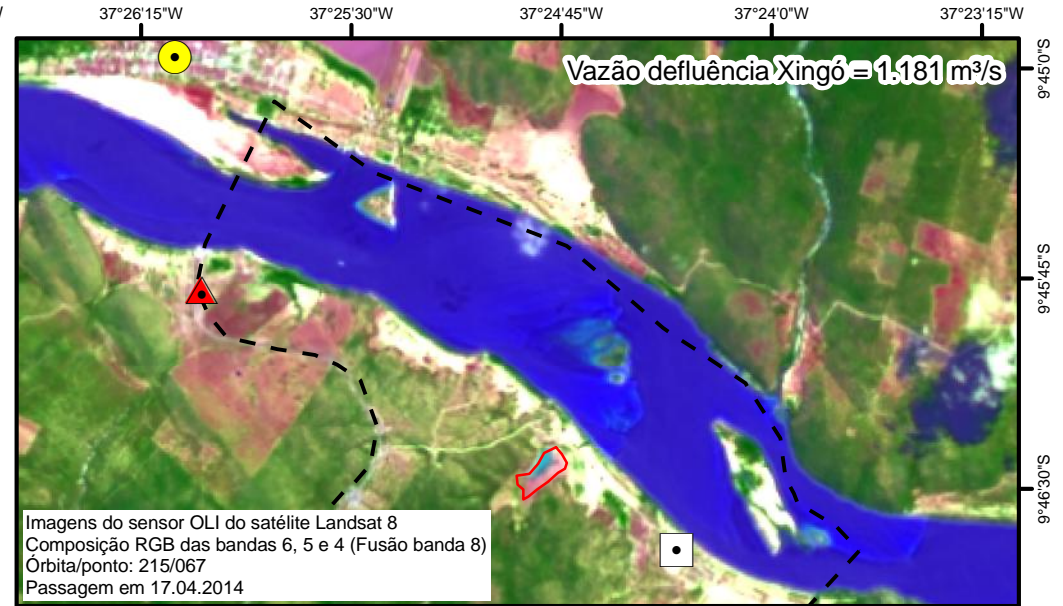 37°26'15"W 37°25'30"W 37°24'45"W 37°24'0"W 37°23'15"W
Vazão defluência Xingó = 1.181 m³/s
9°45'0"S
9°45'45"S
9°46'30"S
Imagens do sensor OLI do satélite Landsat 8
Composição RGB das bandas 6, 5 e 4 (Fusão banda 8)
Órbita/ponto: 215/067
Passagem em 17.04.2014